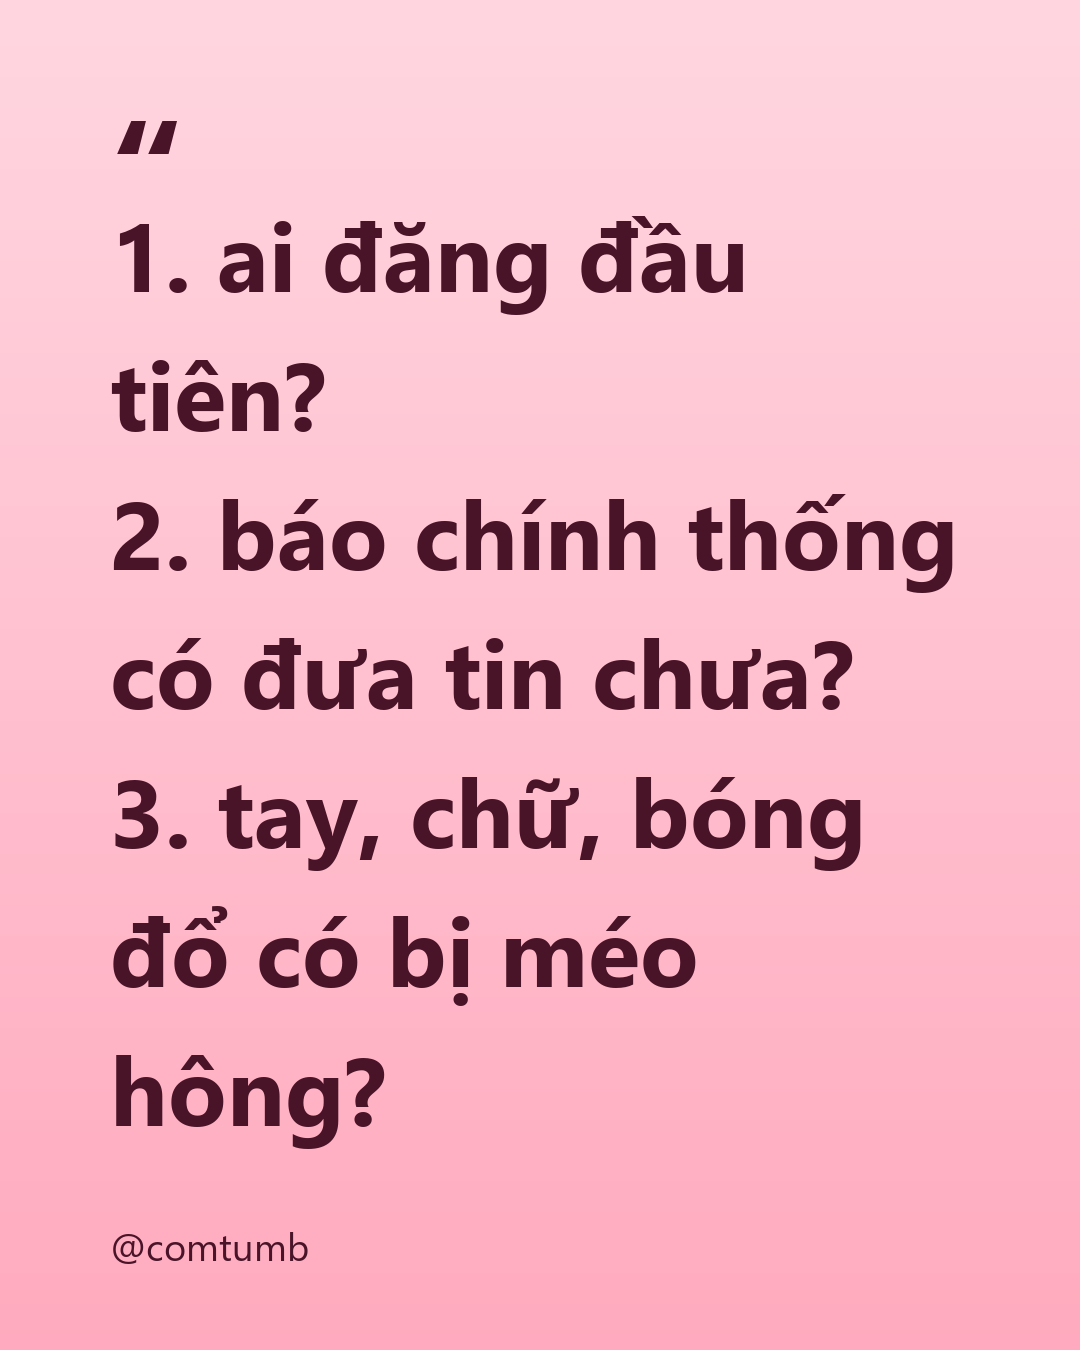 “
1. ai đăng đầu
tiên?
2. báo chính thống
có đưa tin chưa?
3. tay, chữ, bóng
đổ có bị méo
hông?
@comtumb